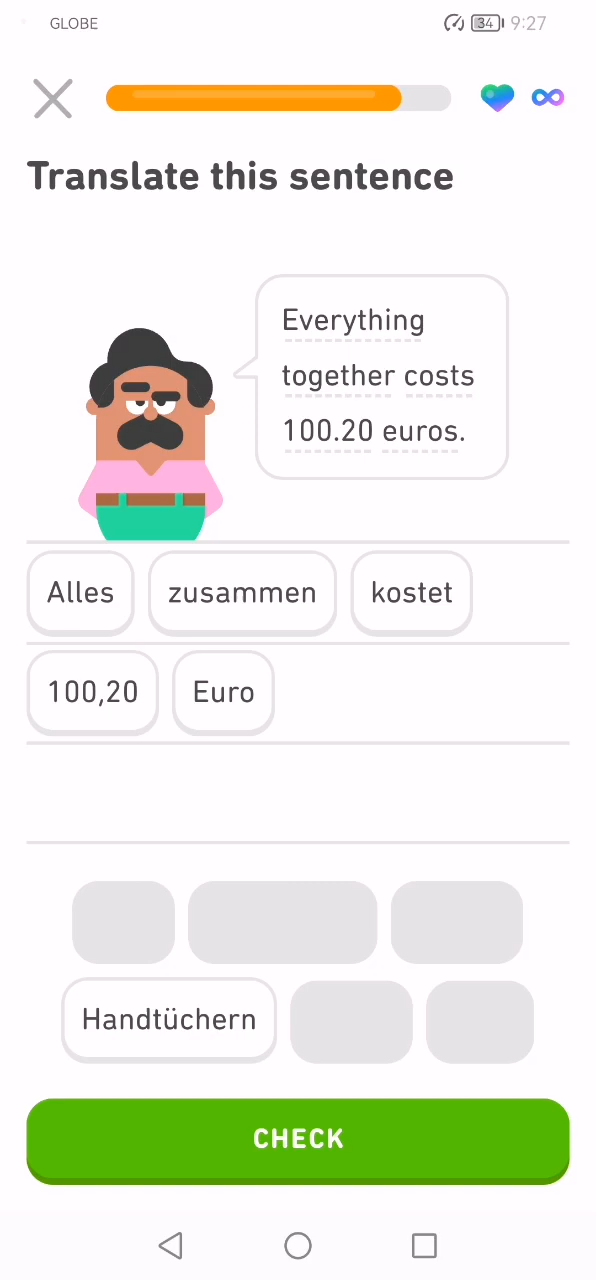 GLOBE 34 9:27
Translate this sentence
Everything
together costs
100.20 euros.
Alles zusammen kostet
100,20 Euro
Handtüchern
CHECK